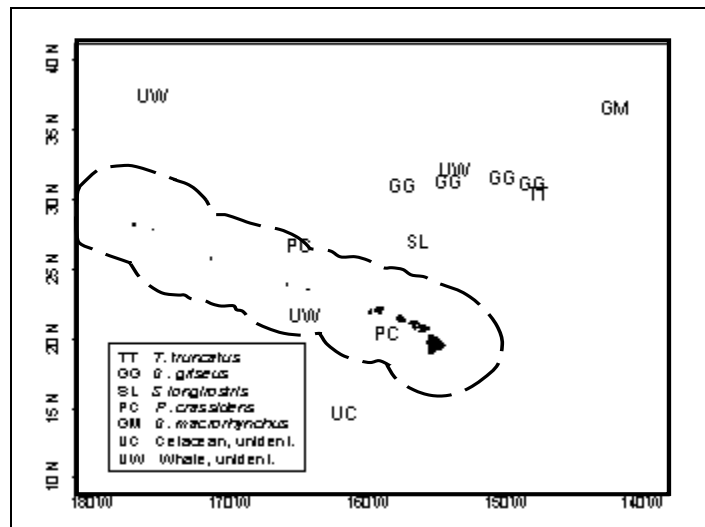 40 N
UW
GM
35 N
UW
GG GG GG GG
TT
30 N
PC SL
25 N
UW
PC
20 N
TT T. truncatus
GG G. griseus
SL S longirostris
PC P. crassidens
GM G. macrorhynchus
UC Cetacean, unident.
UW Whale, unident.
UC
15 N
10 N
180 W 170 W 160 W 150 W 140 W